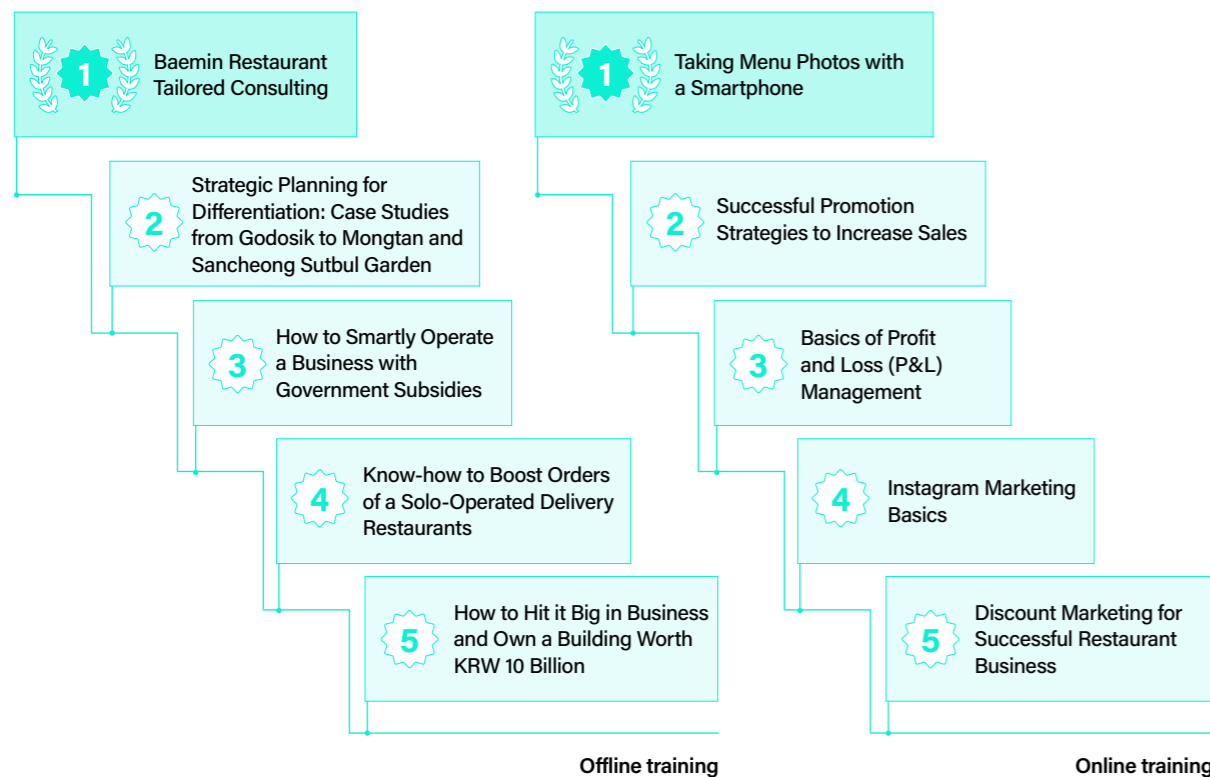 1
Baemin Restaurant
Tailored Consulting
2
Strategic Planning for
Differentiation: Case Studies
from Godosik to Mongtan and
Sancheong Sutbul Garden
3
How to Smartly Operate
a Business with
Government Subsidies
4
Know-how to Boost Orders
of a Solo-Operated Delivery
Restaurants
5
How to Hit it Big in Business
and Own a Building Worth
KRW 10 Billion
Offline training
1
Taking Menu Photos with
a Smartphone
2
Successful Promotion
Strategies to Increase Sales
3
Basics of Profit
and Loss (P&L)
Management
4
Instagram Marketing
Basics
5
Discount Marketing for
Successful Restaurant
Business
Online training